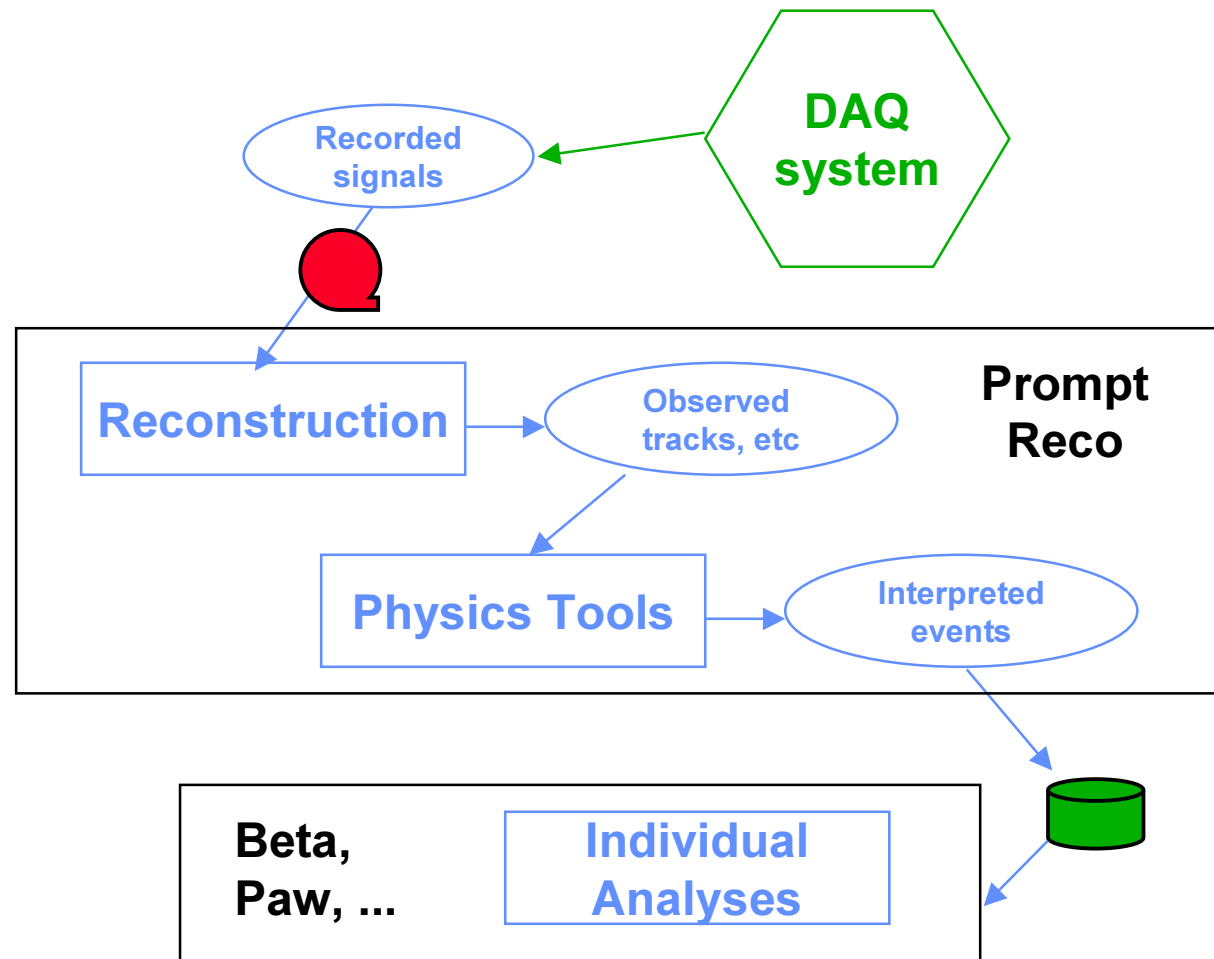 DAQ
system
Recorded
signals
Reconstruction
Observed
tracks, etc
Prompt
Reco
Physics Tools
Interpreted
events
Beta,
Paw, ...
Individual
Analyses